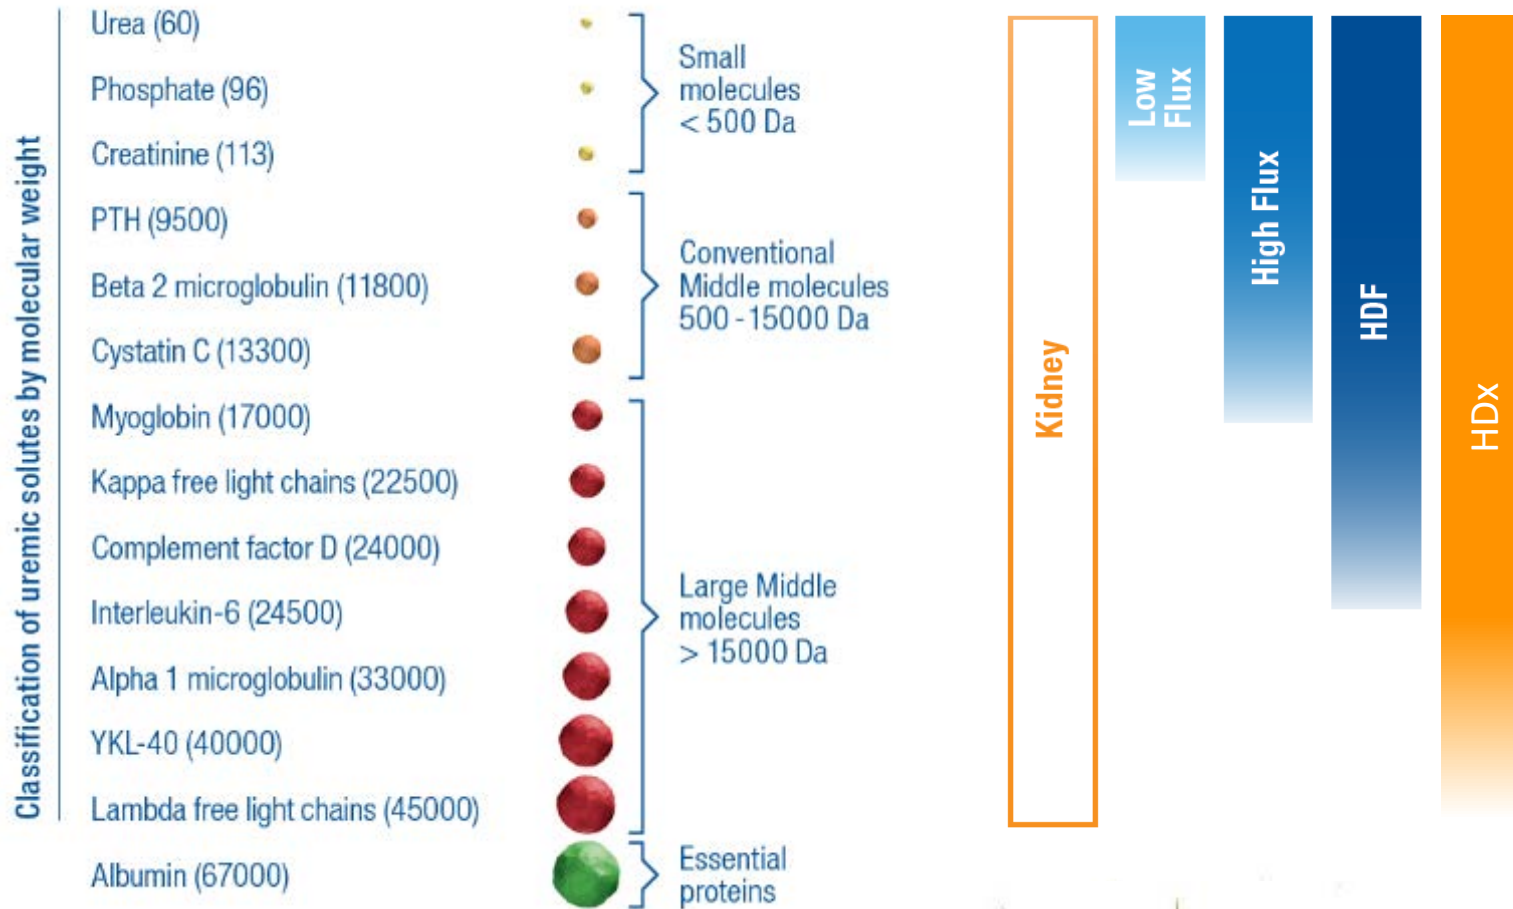 Classification of uremic solutes by molecular weight
Urea (60)
Phosphate (96)
Creatinine (113)
PTH (9500)
Beta 2 microglobulin (11800)
Cystatin C (13300)
Myoglobin (17000)
Kappa free light chains (22500)
Complement factor D (24000)
Interleukin-6 (24500)
Alpha 1 microglobulin (33000)
YKL-40 (40000)
Lambda free light chains (45000)
Albumin (67000)
Small
molecules
< 500 Da
Conventional
Middle molecules
500 -15000 Da
Large Middle
molecules
> 15000 Da
Essential
proteins
Kidney
Low
Flux
High Flux
HDF
HDx